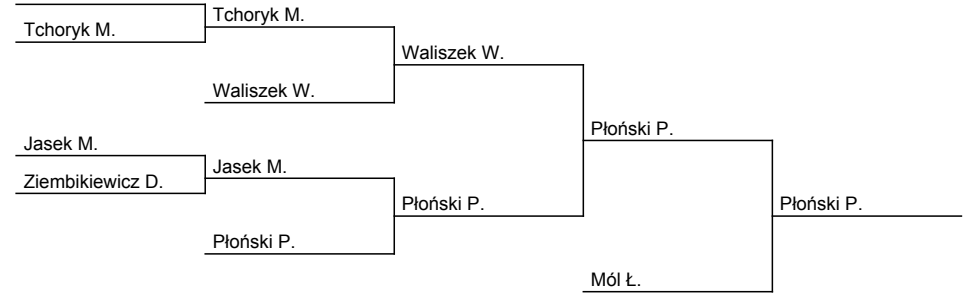 Tchoryk M.
Tchoryk M.
Waliszek W.
Waliszek W.
Płoński P.
Jasek M.
Jasek M.
Ziembikiewicz D.
Płoński P.
Płoński P.
Płoński P.
Mól Ł.